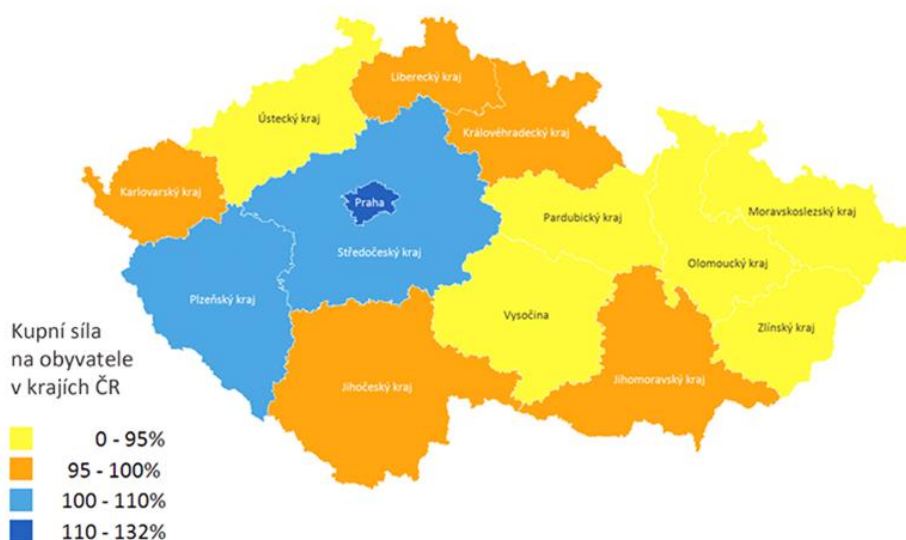 Liberecký kraj
Ústecký kraj
Královéhradecký kraj
Karlovarský kraj
Praha
Pardubický kraj
Moravskoslezský kraj
Středočeský kraj
Olomoucký kraj
Plzeňský kraj
Vysočina
Zlínský kraj
Jihočeský kraj
Jihomoravský kraj
Kupní síla
na obyvatele
v krajích ČR
0 - 95%
95 - 100%
100 - 110%
110 - 132%